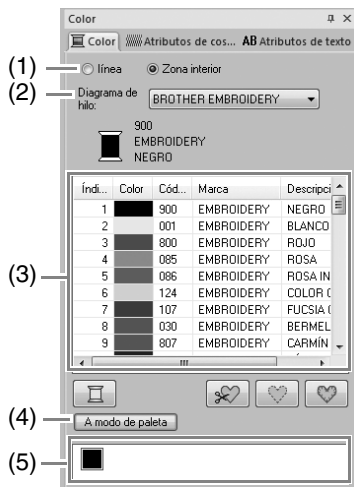 Color
Color Atributos de cos... AB Atributos de texto
(1) línea Zona interior
(2) Diagrama de hilo: BROTHER EMBROIDERY
900
EMBROIDERY
NEGRO
Índi... Color Cód... Marca Descripci
1 900 EMBROIDERY NEGRO
2 001 EMBROIDERY BLANCO
(3) 3 800 EMBROIDERY ROJO
4 085 EMBROIDERY ROSA
5 086 EMBROIDERY ROSA IN
6 124 EMBROIDERY COLOR
7 107 EMBROIDERY FUCSIA
8 030 EMBROIDERY BERMEL
9 807 EMBROIDERY CARMÍN
(4) A modo de paleta
(5)